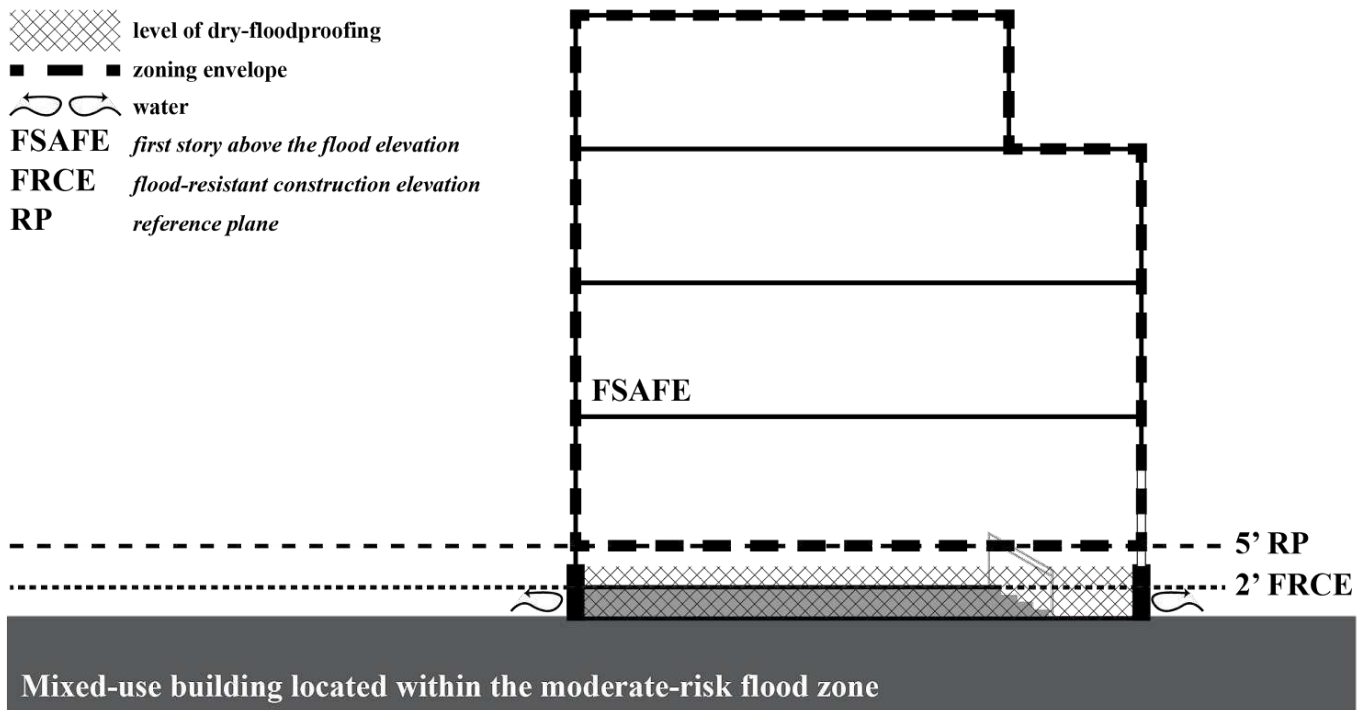 level of dry-floodproofing
zoning envelope
water
FSAFE first story above the flood elevation
FRCE flood-resistant construction elevation
RP reference plane
FSAFE
5’ RP
2’ FRCE
Mixed-use building located within the moderate-risk flood zone